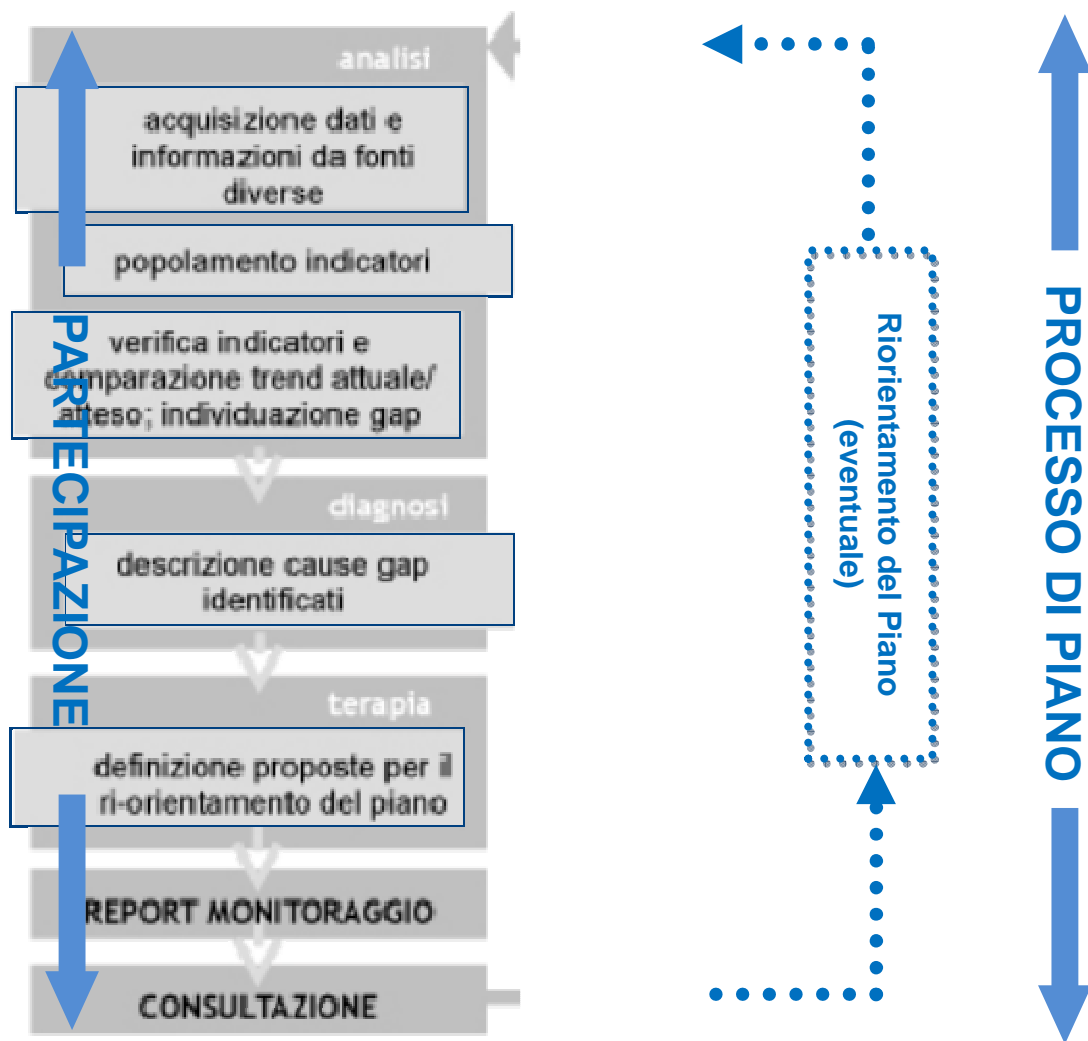 analisi
acquisizione dati e
informazioni da fonti
diverse
popolamento indicatori
verifica indicatori e
comparazione trend attuale/
atteso; individuazione gap
diagnosi
descrizione cause gap
identificati
terapia
definizione proposte per il
ri-orientamento del piano
REPORT MONITORAGGIO
CONSULTAZIONE
PARTECIPAZIONE
Riorientamento del Piano
(eventuale)
PROCESSO DI PIANO